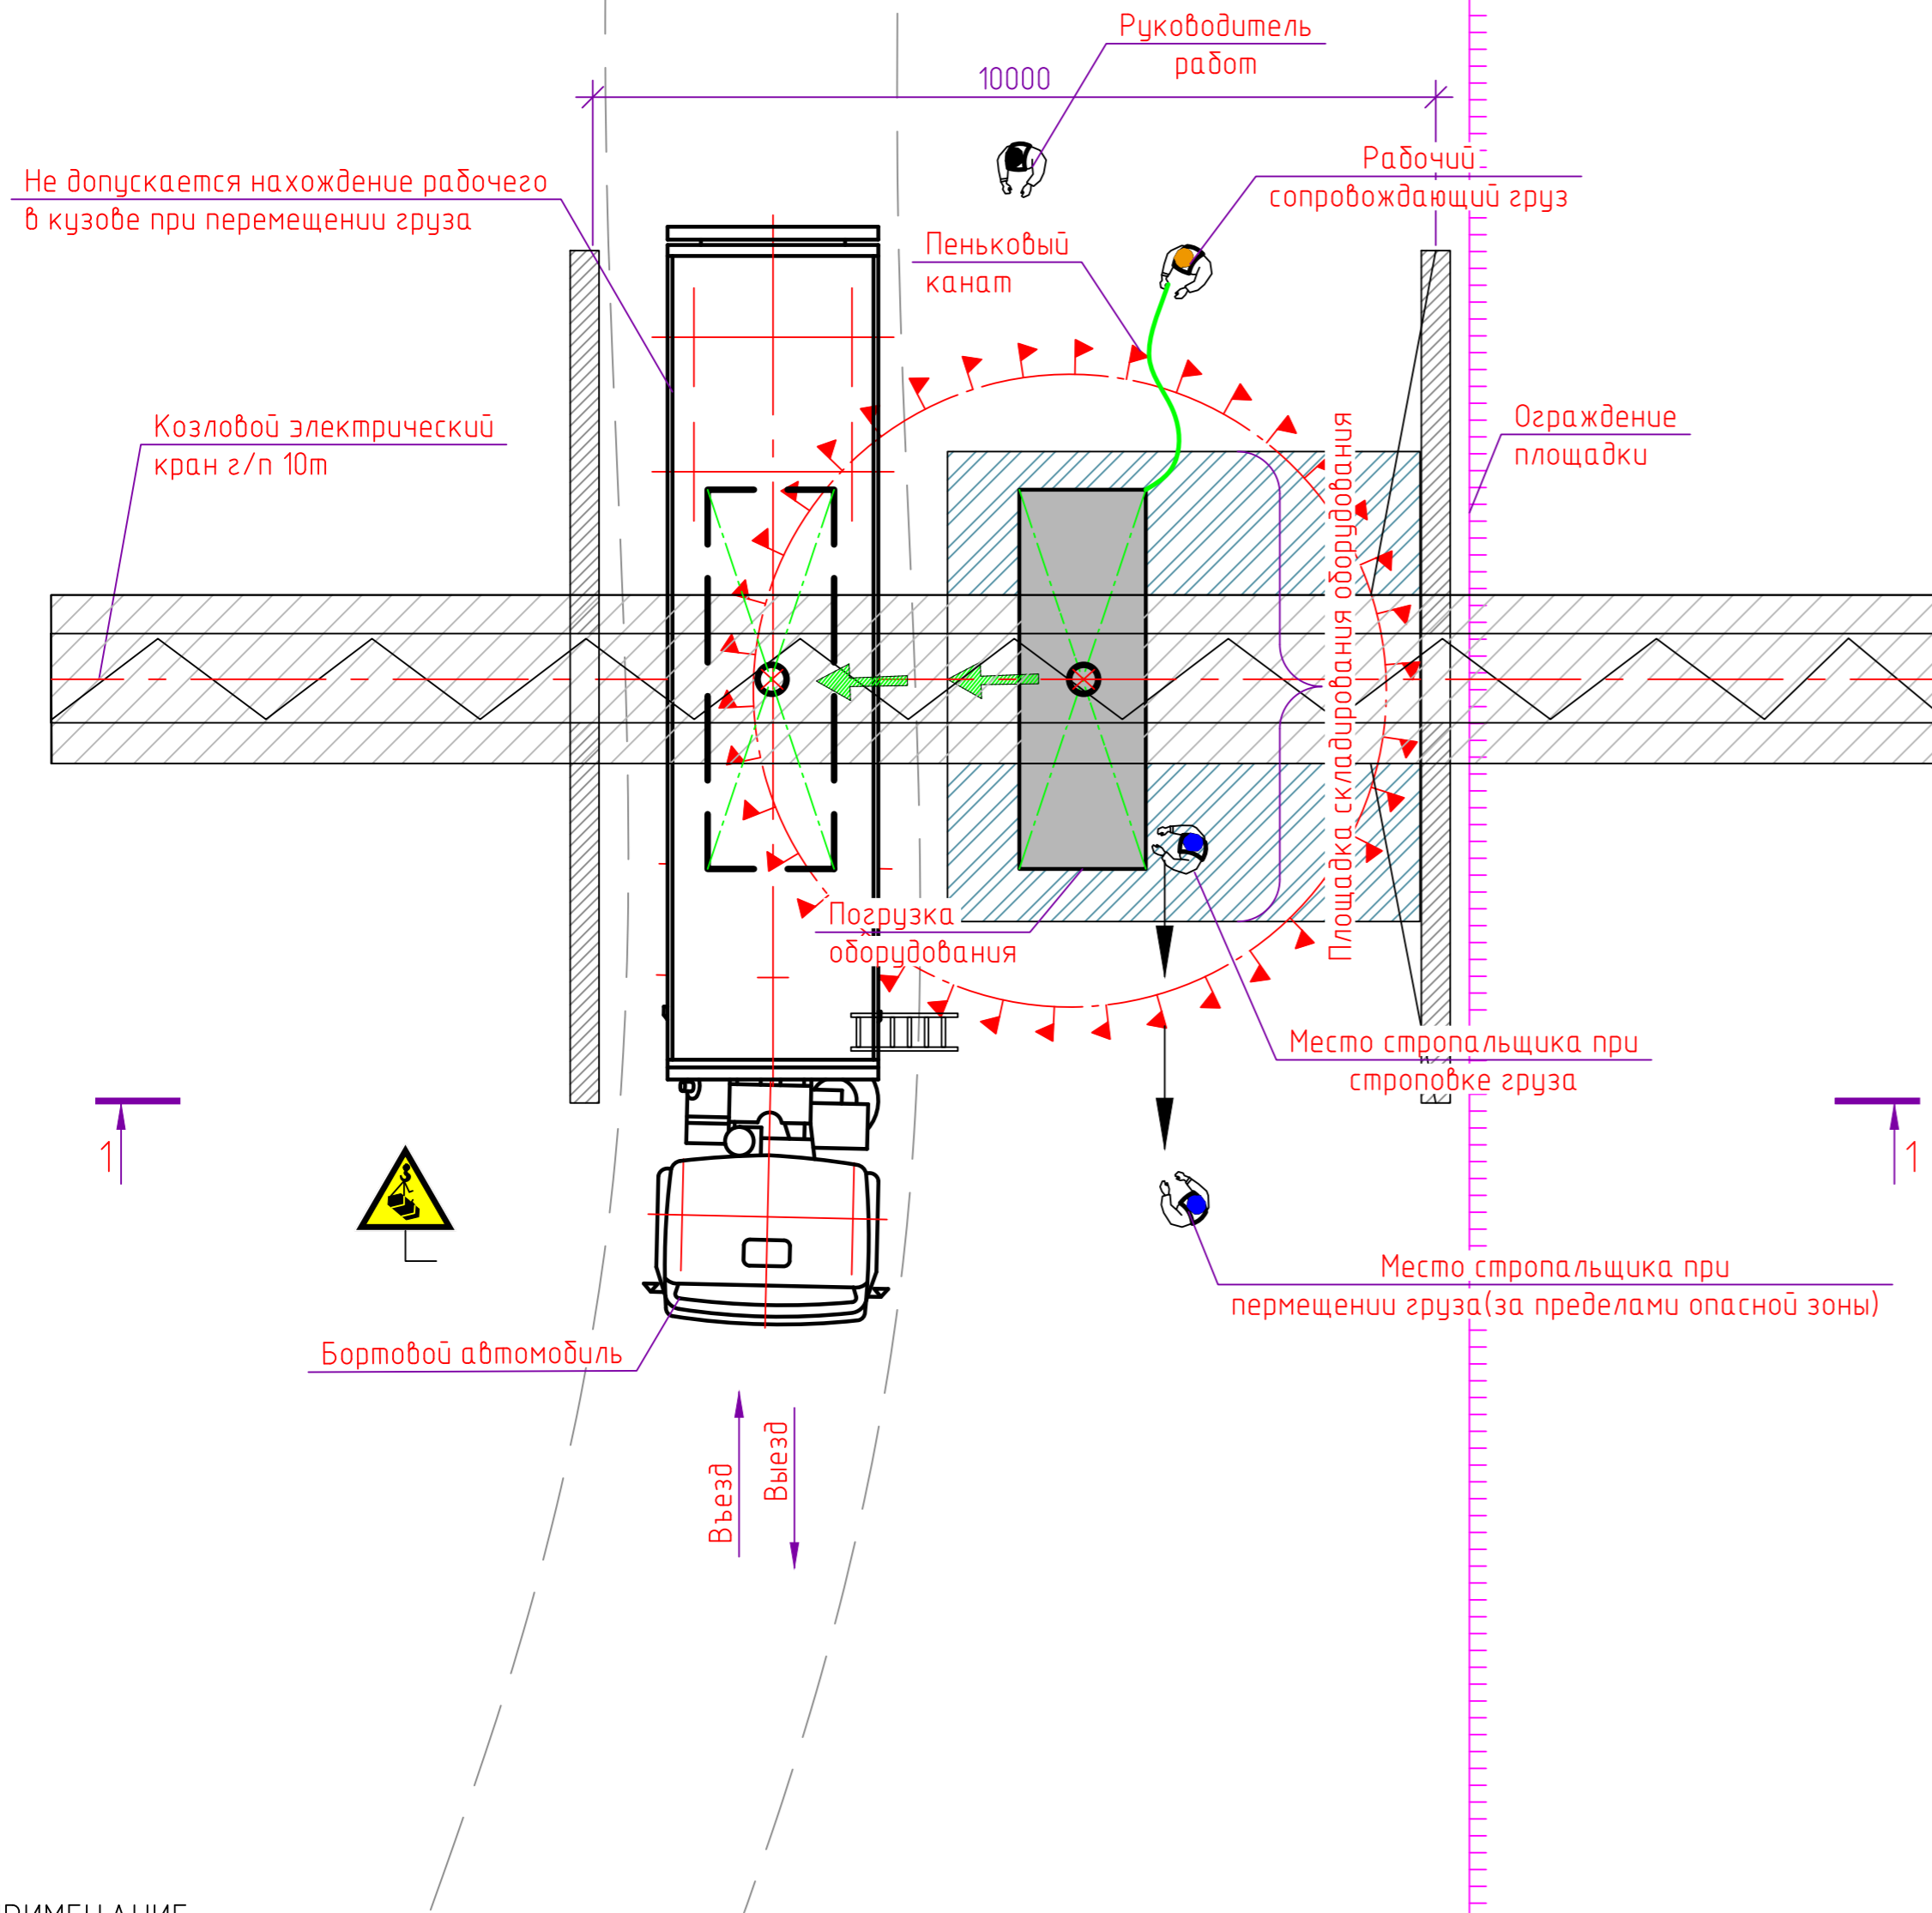 Руководитель
работ
10000
Не допускается нахождение рабочего
в кузове при перемещении груза
Рабочий
сопровождающий груз
Пеньковый
канат
Козловой электрический
кран г/п 10т
Ограждение
площадки
Площадка складирования оборудования
Погрузка
оборудования
Место стропальщика при
строповке груза
1
1
Место стропальщика при
пермещении груза(за пределами опасной зоны)
Бортовой автомобиль
Въезд
Выезд
РИМЕЧАНИЕ